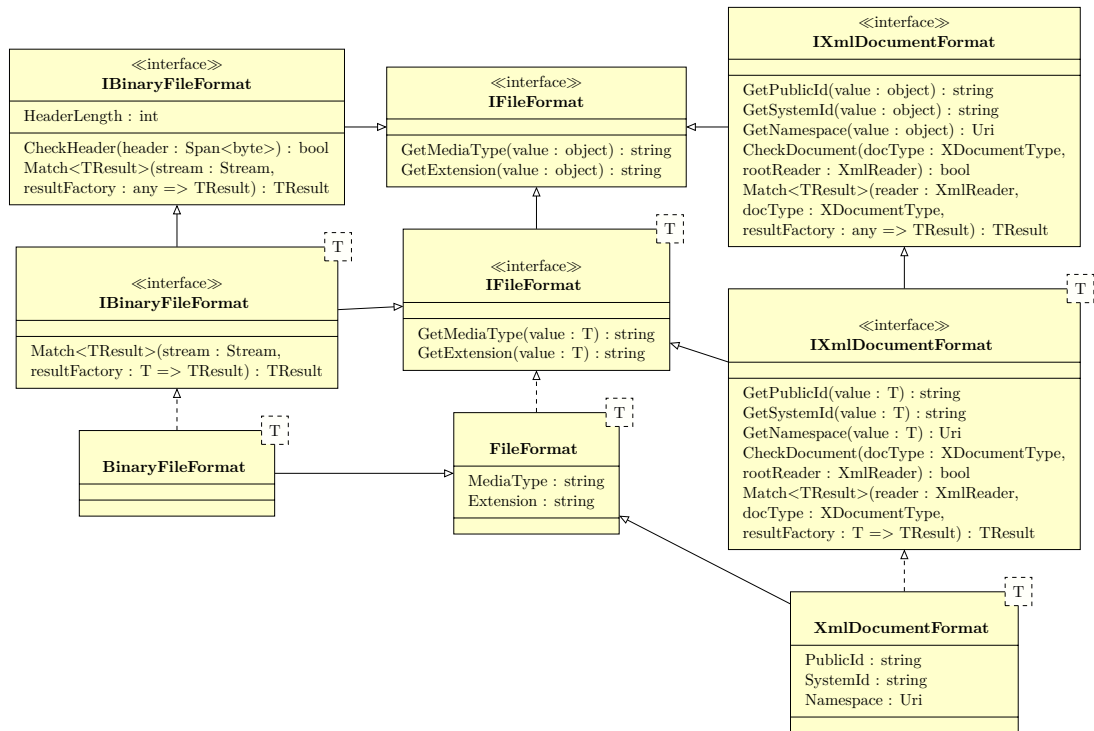 ≪interface≫
IBinaryFileFormat
HeaderLength : int
CheckHeader(header : Span<byte>) : bool
Match<TResult>(stream : Stream,
resultFactory : any => TResult) : TResult
≪interface≫
IFileFormat
GetMediaType(value : object) : string
GetExtension(value : object) : string
≪interface≫
IXmlDocumentFormat
GetPublicId(value : object) : string
GetSystemId(value : object) : string
GetNamespace(value : object) : Uri
CheckDocument(docType : XDocumentType,
rootReader : XmlReader) : bool
Match<TResult>(reader : XmlReader,
docType : XDocumentType,
resultFactory : any => TResult) : TResult
T
≪interface≫
IBinaryFileFormat
Match<TResult>(stream : Stream,
resultFactory : T => TResult) : TResult
T
≪interface≫
IFileFormat
GetMediaType(value : T) : string
GetExtension(value : T) : string
T
≪interface≫
IXmlDocumentFormat
GetPublicId(value : T) : string
GetSystemId(value : T) : string
GetNamespace(value : T) : Uri
CheckDocument(docType : XDocumentType,
rootReader : XmlReader) : bool
Match<TResult>(reader : XmlReader,
docType : XDocumentType,
resultFactory : T => TResult) : TResult
T
BinaryFileFormat
T
FileFormat
MediaType : string
Extension : string
T
XmlDocumentFormat
PublicId : string
SystemId : string
Namespace : Uri